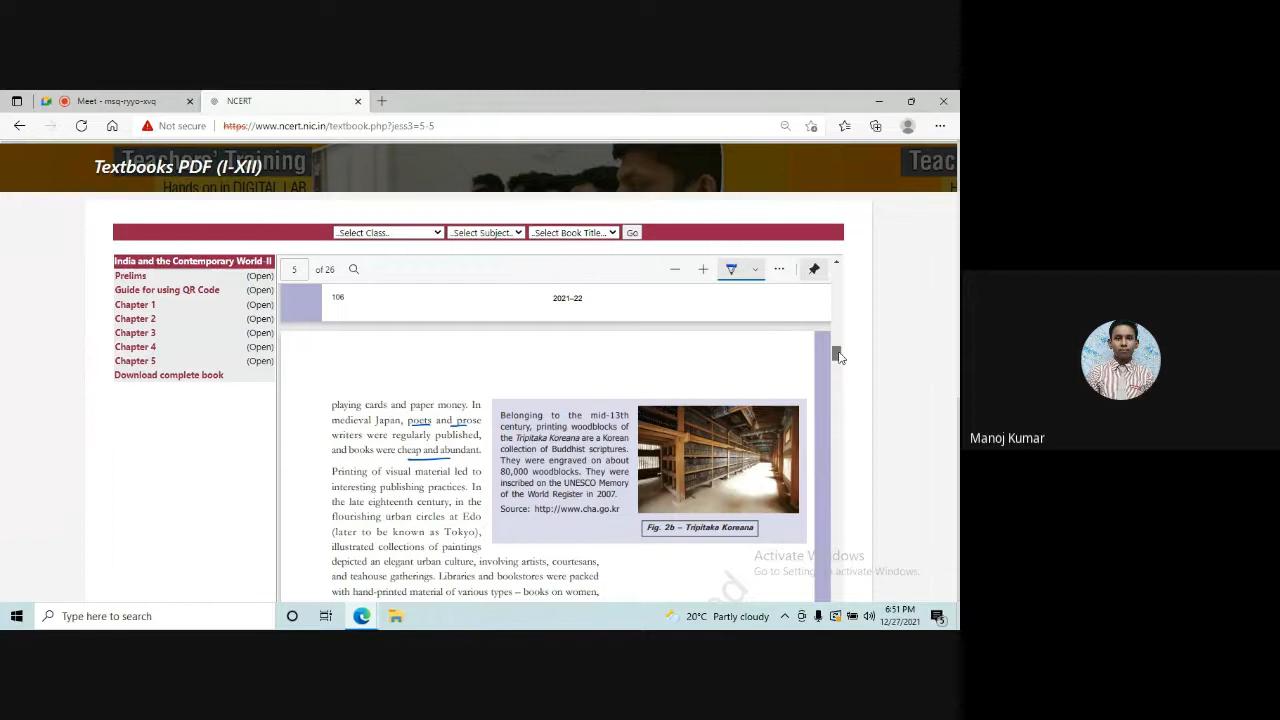 Meet - msq-ryyo-xvq
NCERT
Not secure
https://www.ncert.nic.in/textbook.php?jess3=5-5
Teachers' Training
Textbooks PDF (I-XII)
Hands on in DIGITAL LAB
Teac
..Select Class..
..Select Subject..
..Select Book Title...
Go
India and the Contemporary World-II
Prelims (Open)
Guide for using QR Code (Open)
Chapter 1 (Open)
Chapter 2 (Open)
Chapter 3 (Open)
Chapter 4 (Open)
Chapter 5 (Open)
Download complete book
5 of 26
106
2021–22
playing cards and paper money. In
medieval Japan, poets and prose
writers were regularly published,
and books were cheap and abundant.
Printing of visual material led to
interesting publishing practices. In
the late eighteenth century, in the
flourishing urban circles at Edo
(later to be known as Tokyo),
illustrated collections of paintings
depicted an elegant urban culture, involving artists, courtesans,
and teahouse gatherings. Libraries and bookstores were packed
with hand-printed material of various types – books on women,
Belonging to the mid-13th
century, printing woodblocks of
the Tripitaka Koreana are a Korean
collection of Buddhist scriptures.
They were engraved on about
80,000 woodblocks. They were
inscribed on the UNESCO Memory
of the World Register in 2007.
Source: http://www.cha.go.kr
Fig. 2b – Tripitaka Koreana
Activate Windows
Go to Settings to activate Windows.
Manoj Kumar
Type here to search
20°C Partly cloudy
6:51 PM
12/27/2021
5